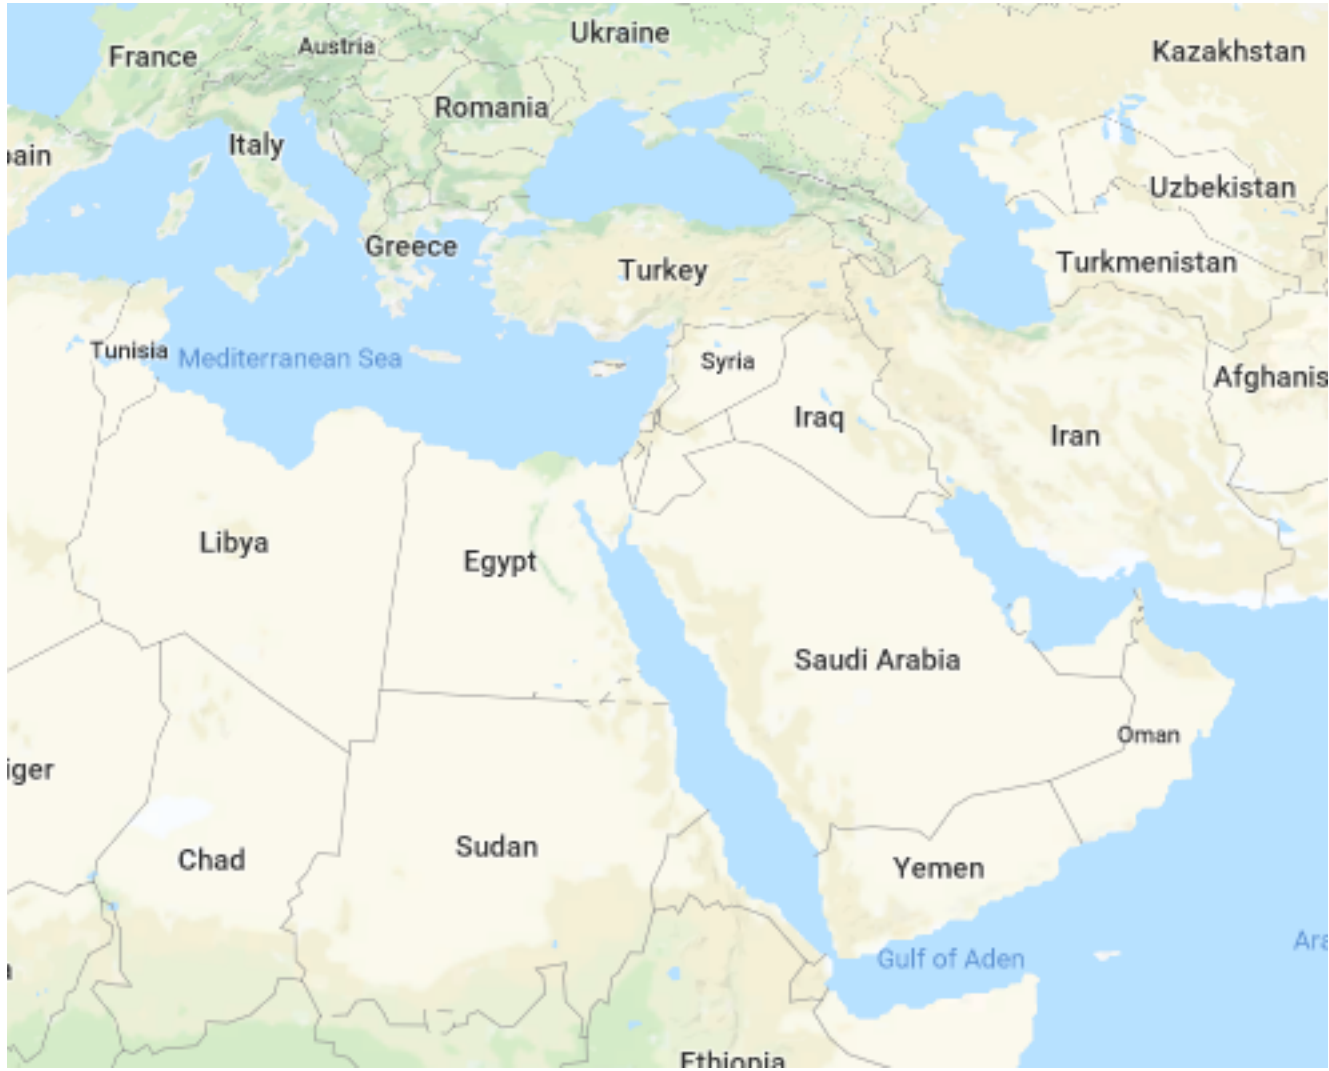 Ukraine
Austria
France
Kazakhstan
Romania
Italy
ain
Uzbekistan
Greece
Turkey
Turkmenistan
Tunisia
Mediterranean Sea
Syria
Afghanis
Iraq
Iran
Libya
Egypt
Saudi Arabia
Oman
iger
Sudan
Chad
Yemen
Ara
Gulf of Aden
Ethiopia